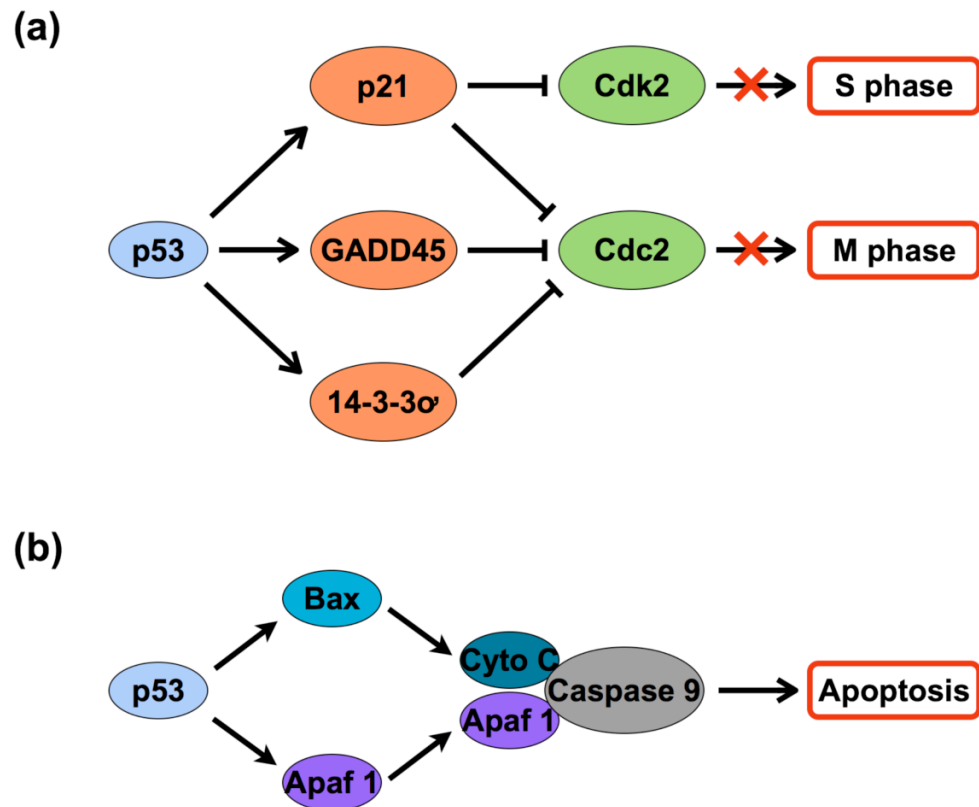 (a)
p21
Cdk2
S phase
p53
GADD45
Cdc2
M phase
14-3-3σ
(b)
Bax
p53
Cyto C
Caspase 9
Apoptosis
Apaf 1
Apaf 1